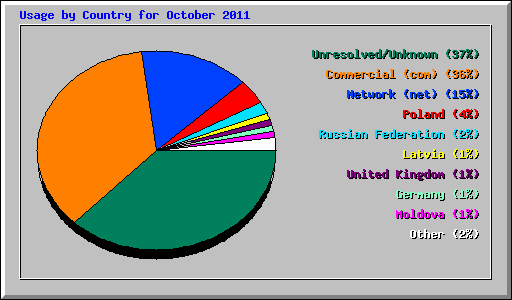 Usage by Country for October 2011
Unresolved/Unknown (37%)
Commercial (com) (36%)
Network (net) (15%)
Poland (4%)
Russian Federation (2%)
Latvia (1%)
United Kingdom (1%)
Germany (1%)
Moldova (1%)
Other (2%)